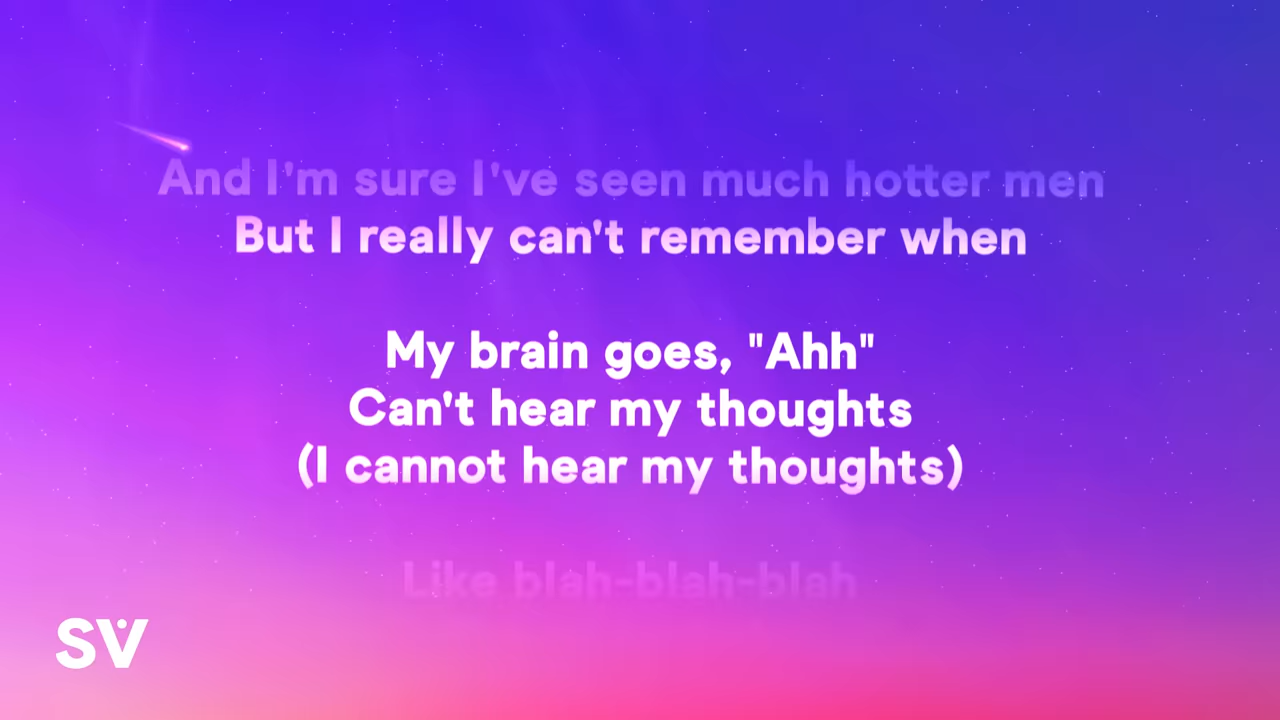 And I'm sure I've seen much hotter men
But I really can't remember when
My brain goes, "Ahh"
Can't hear my thoughts
(I cannot hear my thoughts)
Like blah-blah-blah
SV